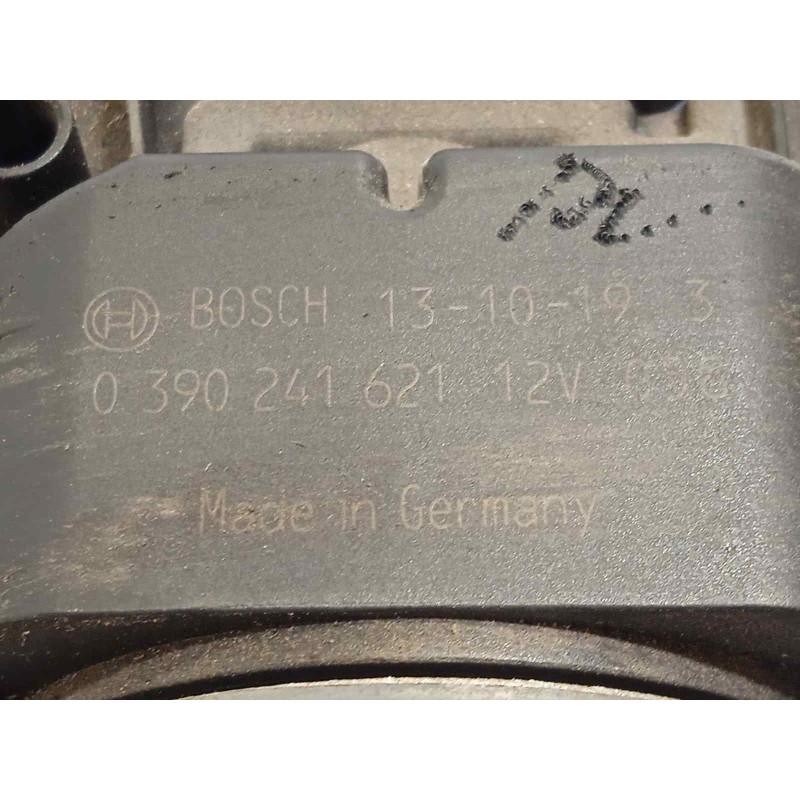 BOSCH 13-10-19 3
0 390 241 621 12V
Made in Germany